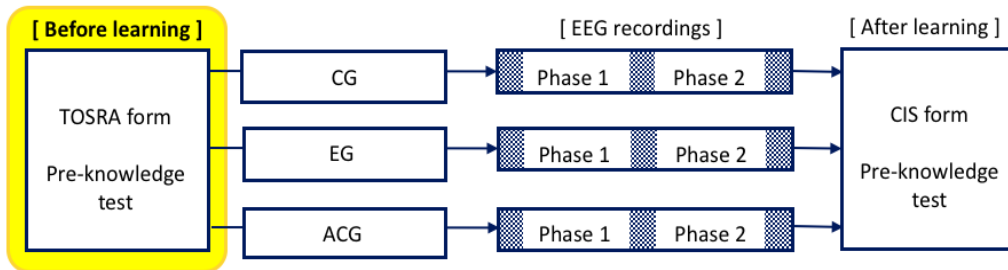 [ Before learning ]
[ EEG recordings ]
[ After learning ]
TOSRA form
Pre-knowledge
test
CG
Phase 1
Phase 2
EG
Phase 1
Phase 2
ACG
Phase 1
Phase 2
CIS form
Pre-knowledge
test